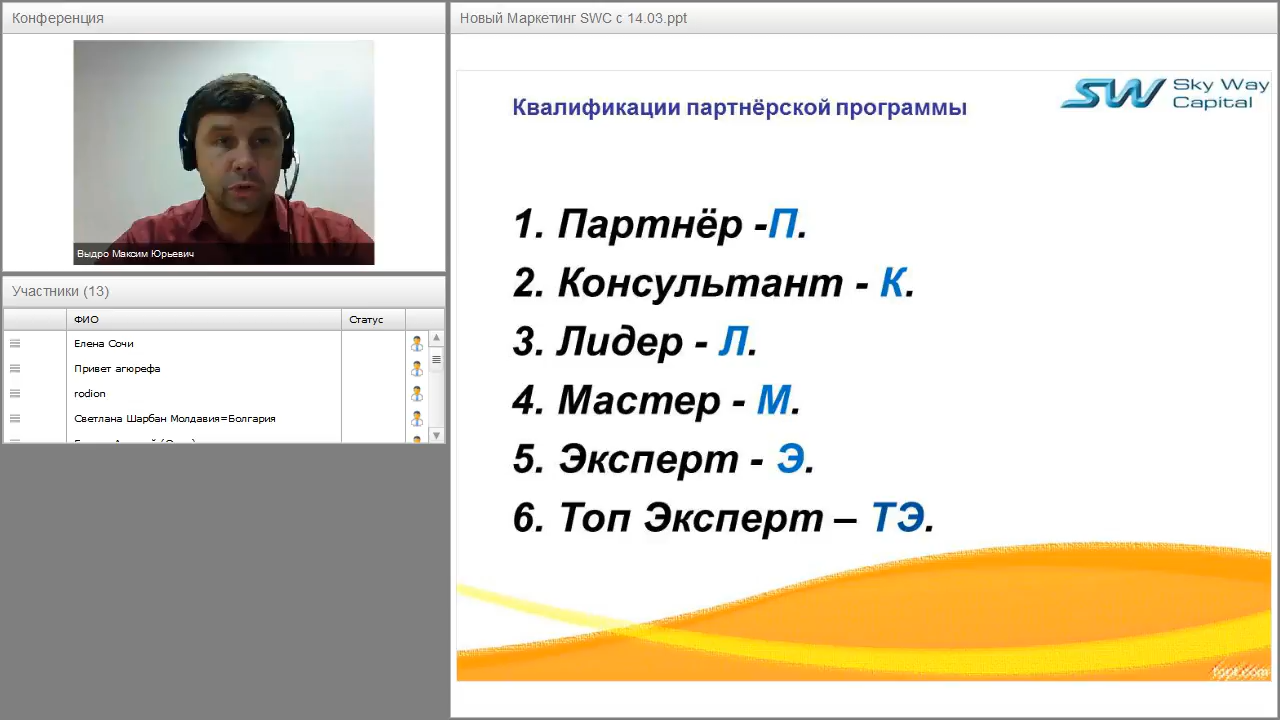 Конференция
Выдро Максим Юрьевич
Участники (13)
ФИО
Статус
Елена Сочи
Привет агюрефа
rodion
Светлана Шарбан Молдавия=Болгария
Новый Маркетинг SWC с 14.03.ppt
SW Sky Way
Capital
Квалификации партнёрской программы
1. Партнёр -П.
2. Консультант - К.
3. Лидер - Л.
4. Мастер - М.
5. Эксперт - Э.
6. Топ Эксперт – ТЭ.